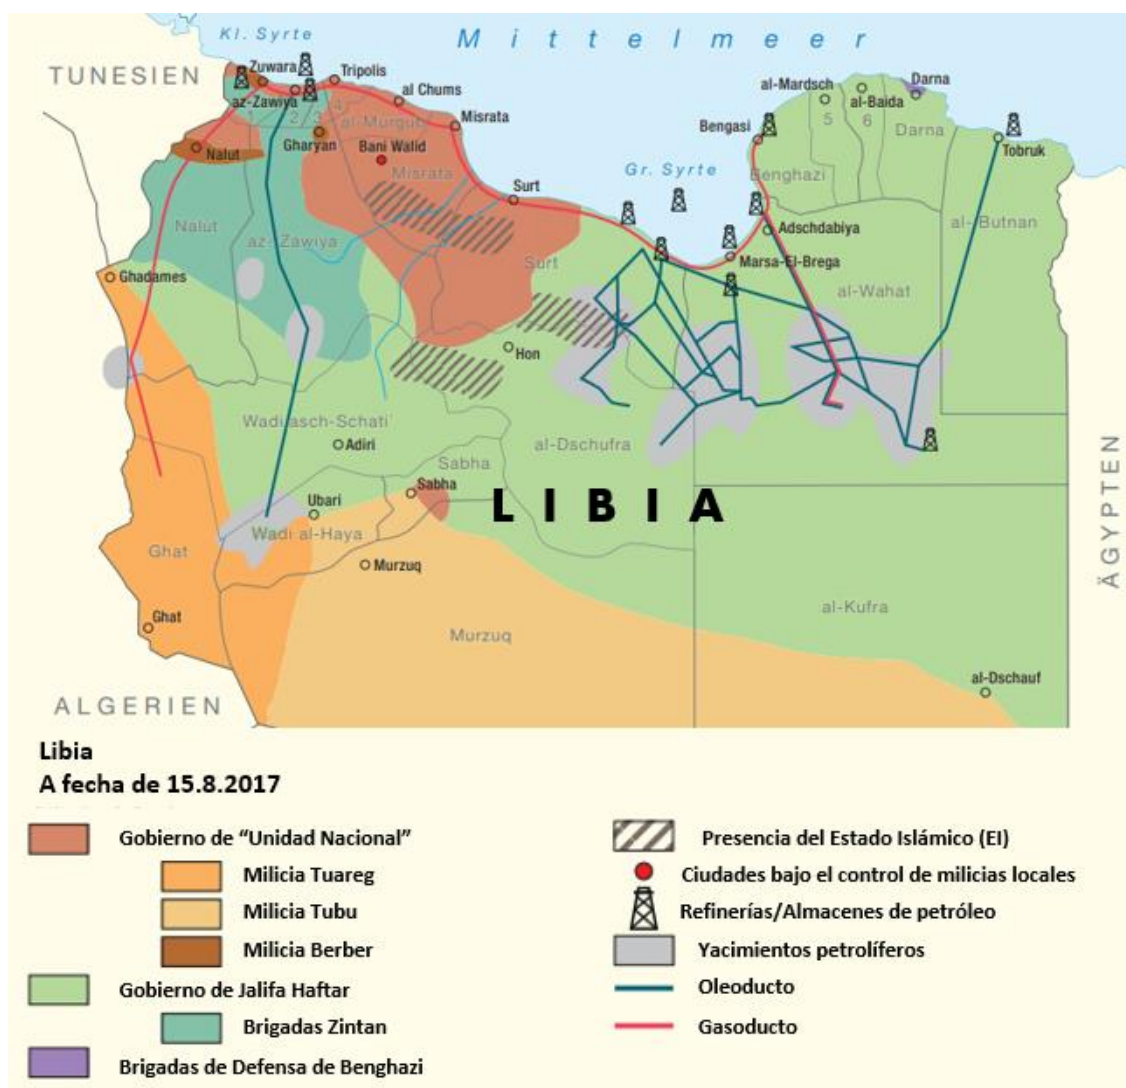 Kl. Syrte
Mittelmeer
TUNESIEN
Zuwara
Tripolis
al-Mardsch
Darna
az-Zawiya
al Chums
al-Baida
1
2
3
4
al-Murgub
Misrata
5
6
Darna
Nalut
Gharyan
Bani Walid
Bengasi
Tobruk
Misrata
Gr. Syrte
Benghazi
Surt
Nalut
az-Zawiya
Adschdabiya
al-Butnan
Ghadames
Surt
Marsa-El-Brega
al-Wahat
Hon
Wadi asch-Schati'
Adiri
al-Dschufra
Sabha
Sabha
Ubari
LIBIA
Wadi al-Haya
Ghat
Murzuq
ÄGYPTEN
Ghat
Murzuq
al-Kufra
al-Dschauf
ALGERIEN
Libia
A fecha de 15.8.2017
Gobierno de “Unidad Nacional”
Milicia Tuareg
Milicia Tubu
Milicia Berber
Gobierno de Jalifa Haftar
Brigadas Zintan
Brigadas de Defensa de Benghazi
Presencia del Estado Islámico (EI)
Ciudades bajo el control de milicias locales
Refinerías/Almacenes de petróleo
Yacimientos petrolíferos
Oleoducto
Gasoducto